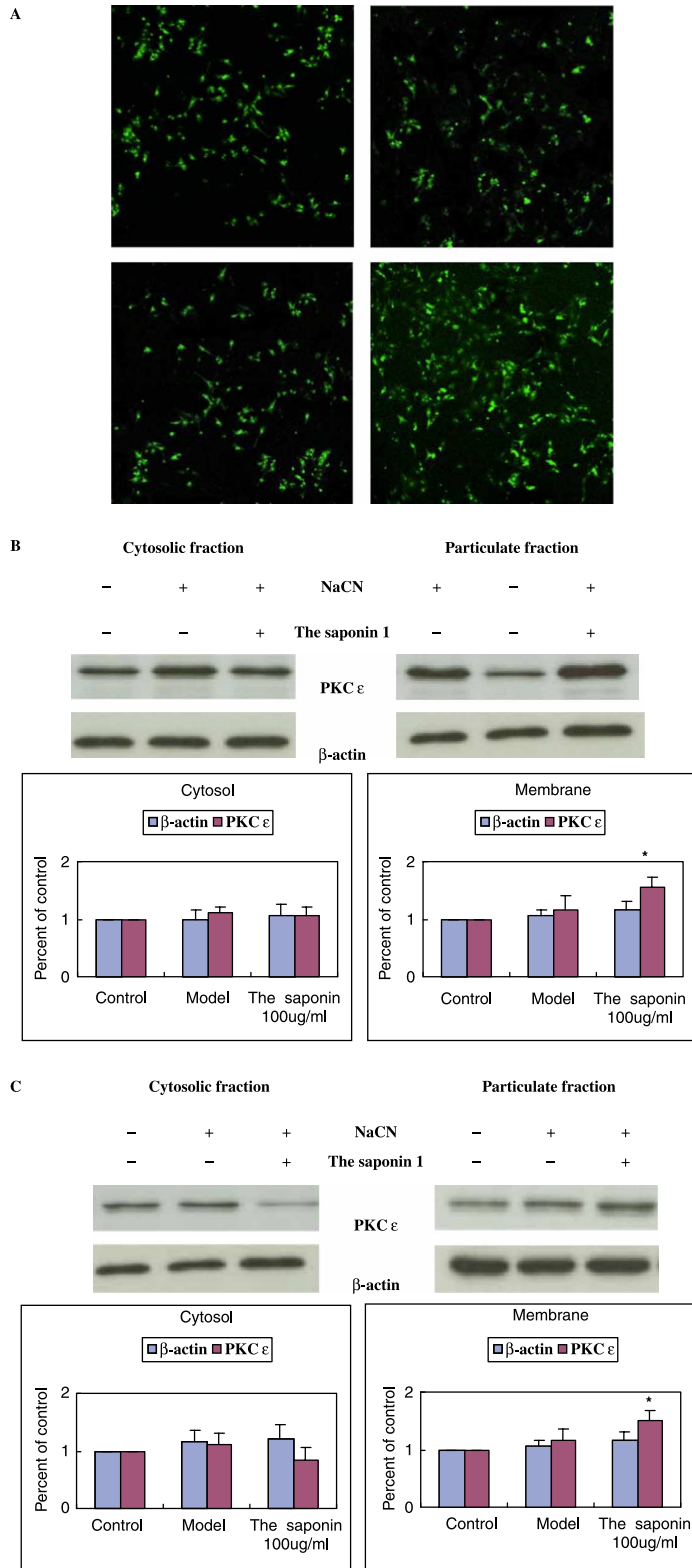 A
B
Cytosolic fraction Particulate fraction
– + + NaCN + – +
– – + The saponin 1 – – +
PKC ε
β-actin
Cytosol
β-actin PKC ε
Percent of control
2
1
0
Control Model The saponin
100ug/ml
Membrane
β-actin PKC ε
*
Percent of control
2
1
0
Control Model The saponin
100ug/ml
C
Cytosolic fraction Particulate fraction
– + + NaCN – + +
– – + The saponin 1 – – +
PKC ε
β-actin
Cytosol
β-actin PKC ε
Percent of control
2
1
0
Control Model The saponin
100ug/ml
Membrane
β-actin PKC ε
*
Percent of control
2
1
0
Control Model The saponin
100ug/ml